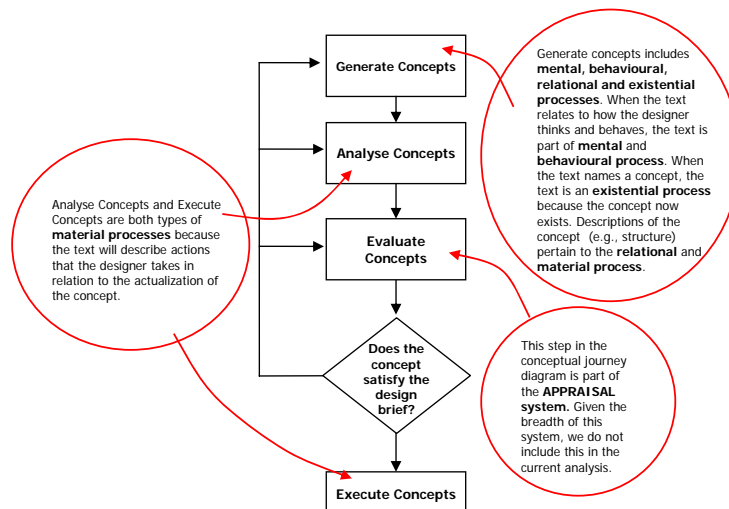 Generate Concepts
Analyse Concepts
Evaluate
Concepts
Does the
concept
satisfy the
design
brief?
Execute Concepts
Generate concepts includes
mental, behavioural,
relational and existential
processes. When the text
relates to how the designer
thinks and behaves, the text is
part of mental and
behavioural process. When
the text names a concept, the
text is an existential process
because the concept now
exists. Descriptions of the
concept (e.g., structure)
pertain to the relational and
material process.
Analyse Concepts and Execute
Concepts are both types of
material processes because
the text will describe actions
that the designer takes in
relation to the actualization of
the concept.
This step in the
conceptual journey
diagram is part of
the APPRAISAL
system. Given the
breadth of this
system, we do not
include this in the
current analysis.